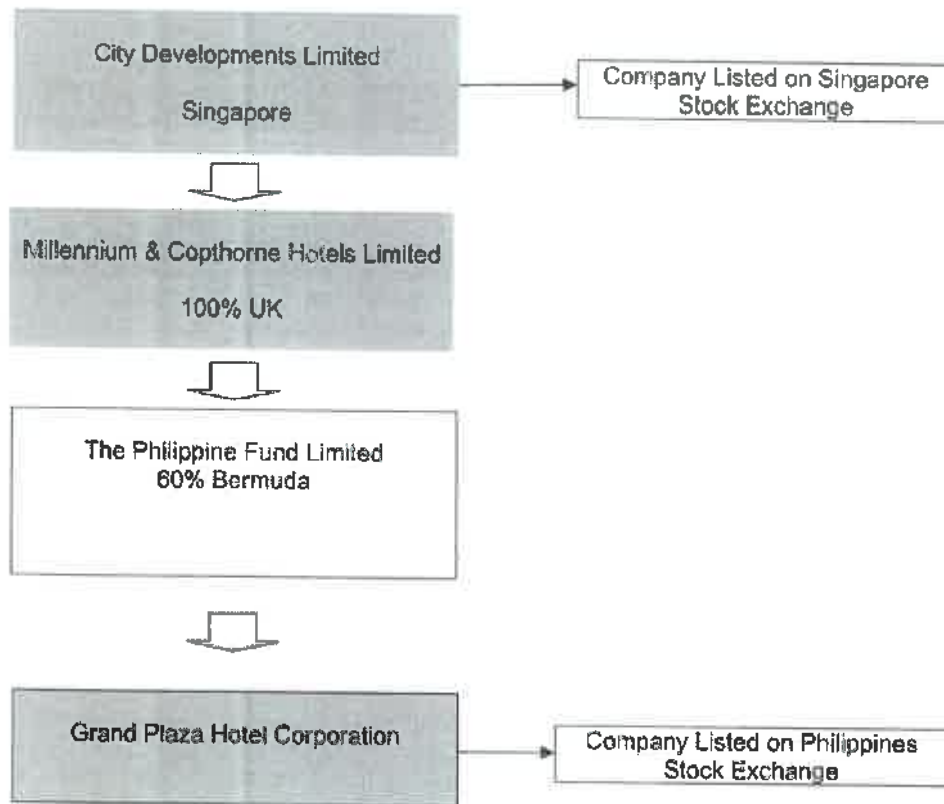 City Developments Limited
Singapore
Company Listed on Singapore
Stock Exchange
Millennium & Copthorne Hotels Limited
100% UK
The Philippine Fund Limited
60% Bermuda
Grand Plaza Hotel Corporation
Company Listed on Philippines
Stock Exchange